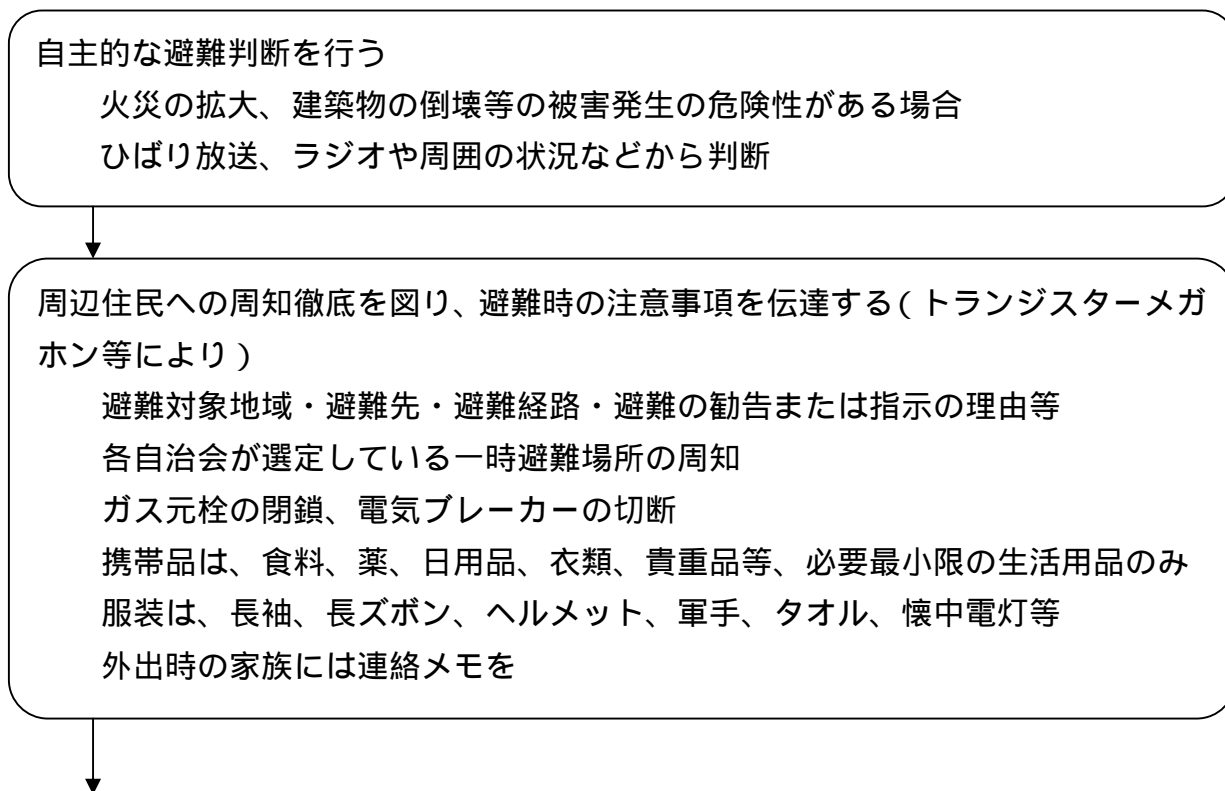 自主的な避難判断を行う
火災の拡大、建築物の倒壊等の被害発生の危険性がある場合
ひばり放送、ラジオや周囲の状況などから判断
周辺住民への周知徹底を図り、避難時の注意事項を伝達する(トランジスターメガ
ホン等により)
避難対象地域・避難先・避難経路・避難の勧告または指示の理由等
各自治会が選定している一時避難場所の周知
ガス元栓の閉鎖、電気ブレーカーの切断
携帯品は、食料、薬、日用品、衣類、貴重品等、必要最小限の生活用品のみ
服装は、長袖、長ズボン、ヘルメット、軍手、タオル、懐中電灯等
外出時の家族には連絡メモを